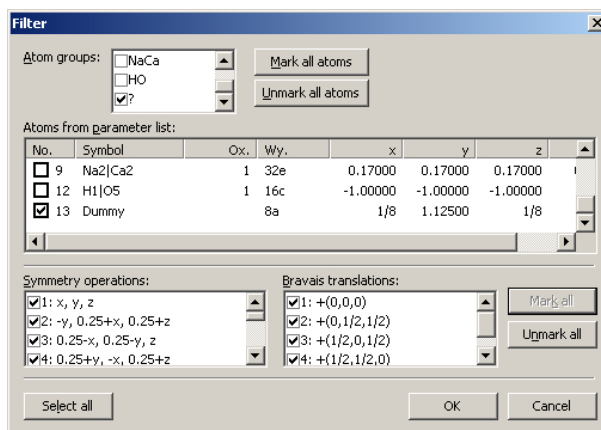 Filter
Atom groups:
NaCa
HO
?
Mark all atoms
Unmark all atoms
Atoms from parameter list:
No. Symbol Ox. Wy. x y z
9 Na2|Ca2 1 32e 0.17000 0.17000 0.17000
12 H1|O5 1 16c -1.00000 -1.00000 -1.00000
13 Dummy 8a 1/8 1.12500 1/8
Symmetry operations:
1: x, y, z
2: -y, 0.25+x, 0.25+z
3: 0.25-x, 0.25-y, z
4: 0.25+y, -x, 0.25+z
Bravais translations:
1: +(0,0,0)
2: +(0,1/2,1/2)
3: +(1/2,0,1/2)
4: +(1/2,1/2,0)
Mark all
Unmark all
Select all
OK
Cancel